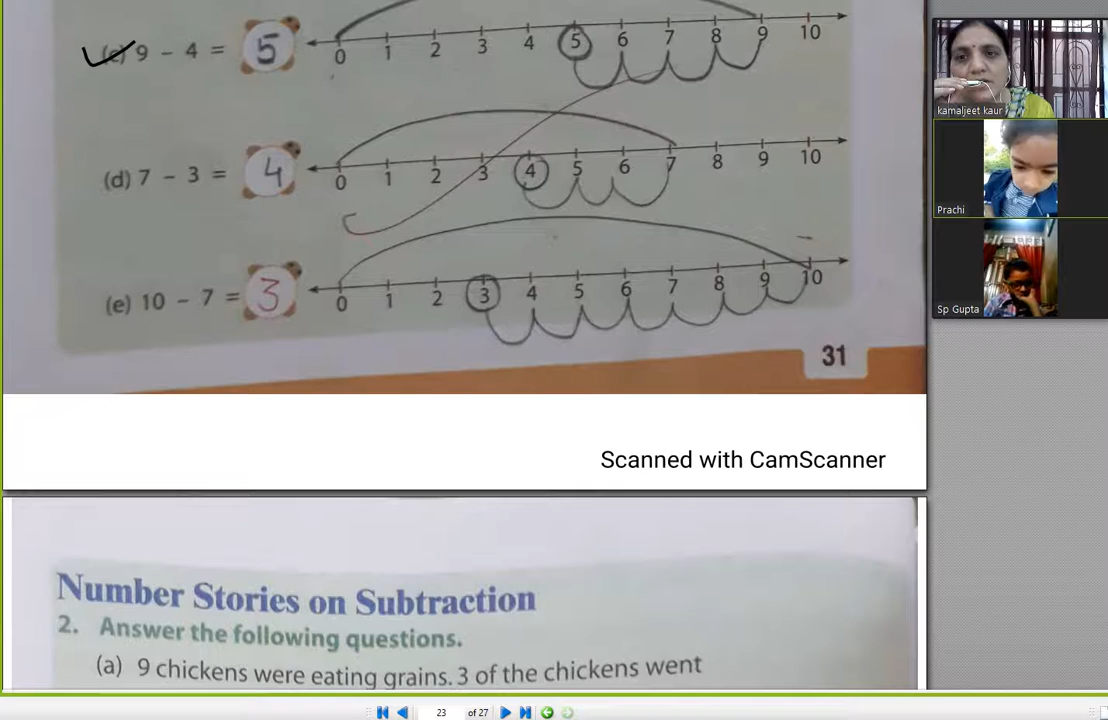 (c) 9 - 4 = 5
0 1 2 3 4 5 6 7 8 9 10
(d) 7 - 3 = 4
0 1 2 3 4 5 6 7 8 9 10
(e) 10 - 7 = 3
0 1 2 3 4 5 6 7 8 9 10
31
Scanned with CamScanner
Number Stories on Subtraction
2. Answer the following questions.
(a) 9 chickens were eating grains. 3 of the chickens went
23 of 27
kamaljeet kaur
Prachi
Sp Gupta